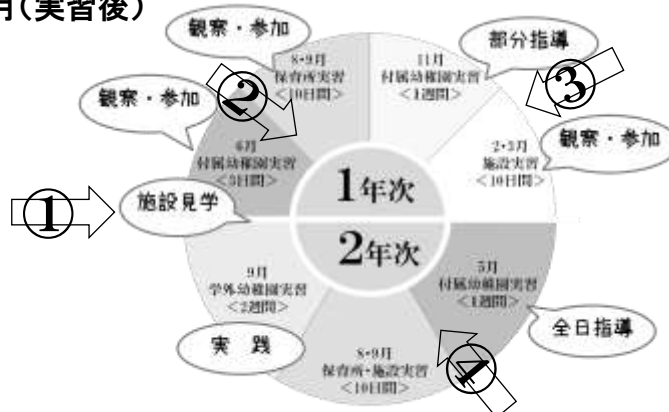 月(実習後)
観察・参加
8・9月
保育所実習
<10日間>
②
11月
付属幼稚園実習
<1週間>
部分指導
③
観察・参加
6月
付属幼稚園実習
<5日間>
2・3月
施設実習
<10日間>
観察・参加
1年次
①
施設見学
2年次
9月
学外幼稚園実習
<2週間>
5月
付属幼稚園実習
<1週間>
全日指導
実 践
8・9月
保育所・施設実習
<10日間>
④